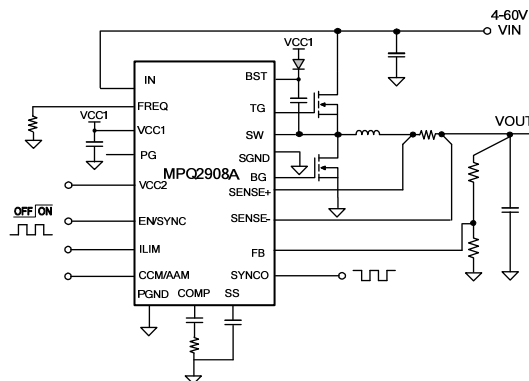 4-60V
VIN
VCC1
IN
BST
FREQ
TG
VCC1
VCC1
SW
VOUT
PG
SGND
MPQ2908A
BG
VCC2
SENSE+
OFF ON
EN/SYNC
SENSE-
ILIM
FB
CCM/AAM
SYNCO
PGND
COMP
SS